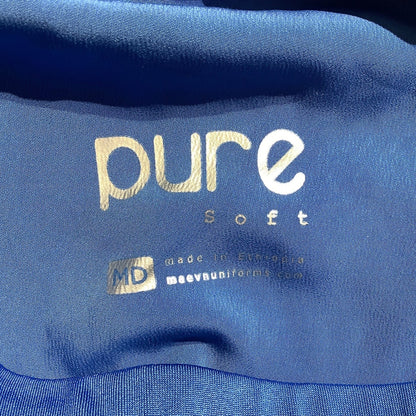 pure
Soft
MD
made in Ethiopia
maevnuniforms.com